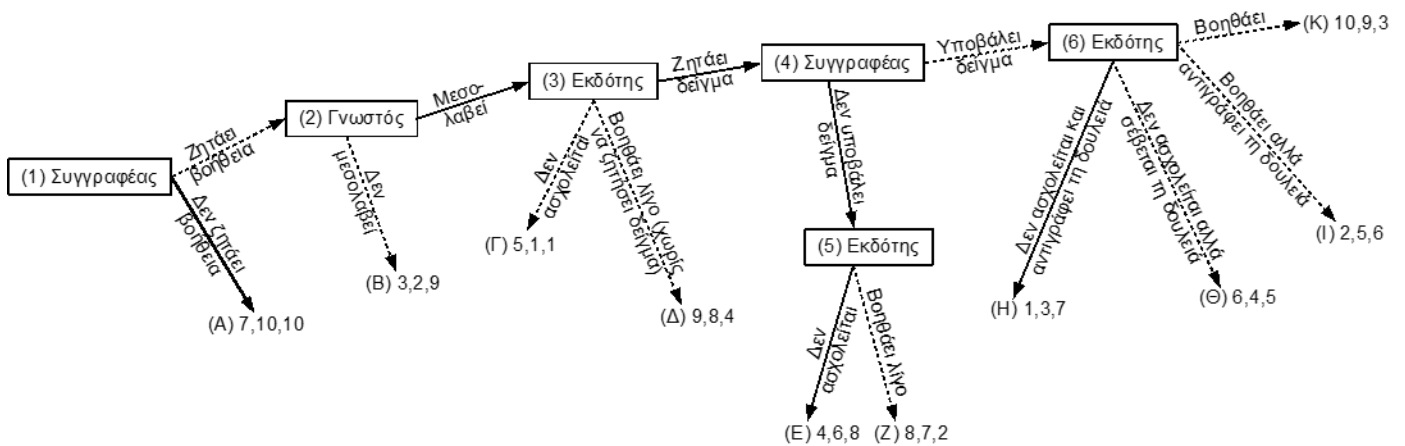 (1) Συγγραφέας
Ζητάει
βοήθεια
Δεν ζητάει
βοήθεια
(Α) 7,10,10
(2) Γνωστός
Μεσο-
λαβεί
Δεν
μεσολαβεί
(Β) 3,2,9
(3) Εκδότης
Ζητάει
δείγμα
Δεν
ασχολείται
(Γ) 5,1,1
Βοηθάει λίγο (χωρίς
να ζητήσει δείγμα)
(Δ) 9,8,4
(4) Συγγραφέας
Υποβάλει
δείγμα
Δεν υποβάλει
δείγμα
(5) Εκδότης
Δεν
ασχολείται
(Ε) 4,6,8
Βοηθάει λίγο
(Ζ) 8,7,2
(6) Εκδότης
Βοηθάει
(Κ) 10,9,3
Βοηθάει αλλά
αντιγράφει τη δουλειά
(Ι) 2,5,6
Δεν ασχολείται αλλά
σέβεται τη δουλειά
(Θ) 6,4,5
Δεν ασχολείται και
αντιγράφει τη δουλειά
(Η) 1,3,7